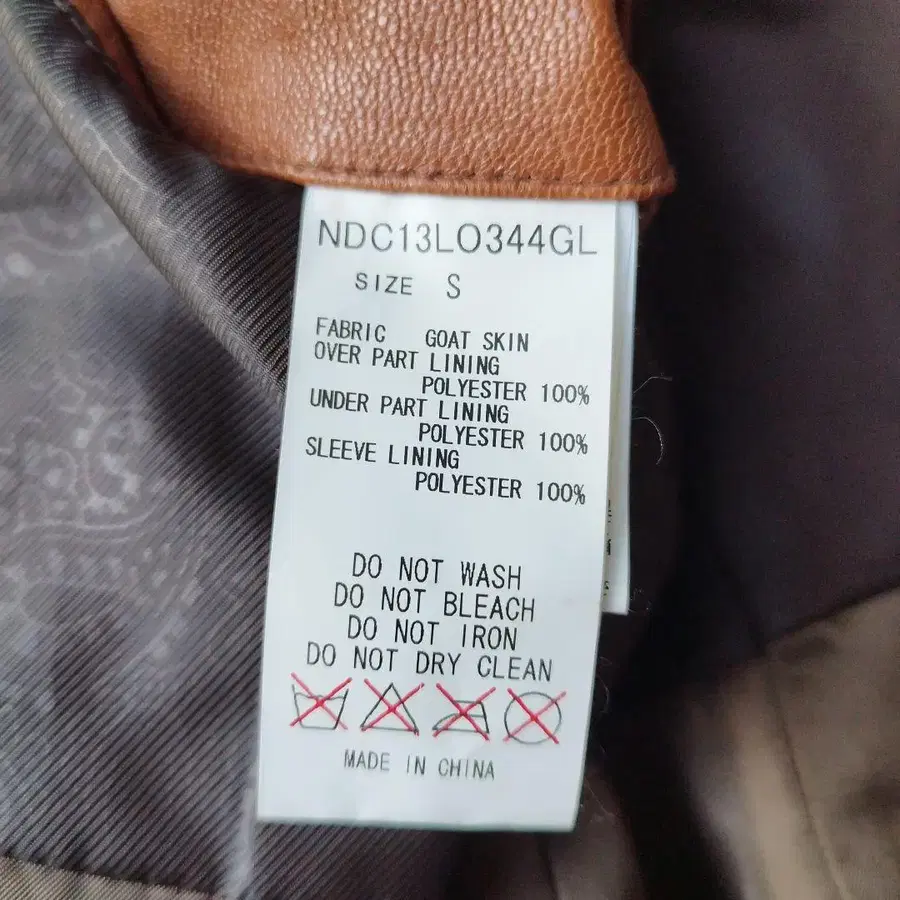 NDC13LO344GL
SIZE S
FABRIC GOAT SKIN
OVER PART LINING
POLYESTER 100%
UNDER PART LINING
POLYESTER 100%
SLEEVE LINING
POLYESTER 100%
DO NOT WASH
DO NOT BLEACH
DO NOT IRON
DO NOT DRY CLEAN
MADE IN CHINA